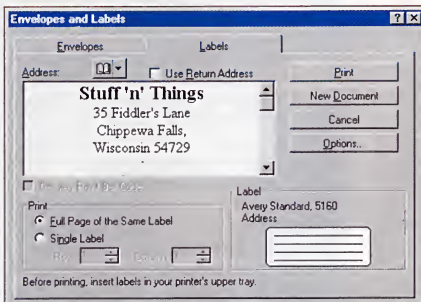 Envelopes and Labels
Envelopes Labels
Address: Use Return Address
Stuff 'n' Things
35 Fiddler's Lane
Chippewa Falls,
Wisconsin 54729
Print
New Document
Cancel
Options...
Print
Full Page of the Same Label
Single Label
Label
Avery Standard, 5160
Address
Before printing, insert labels in your printer's upper tray.